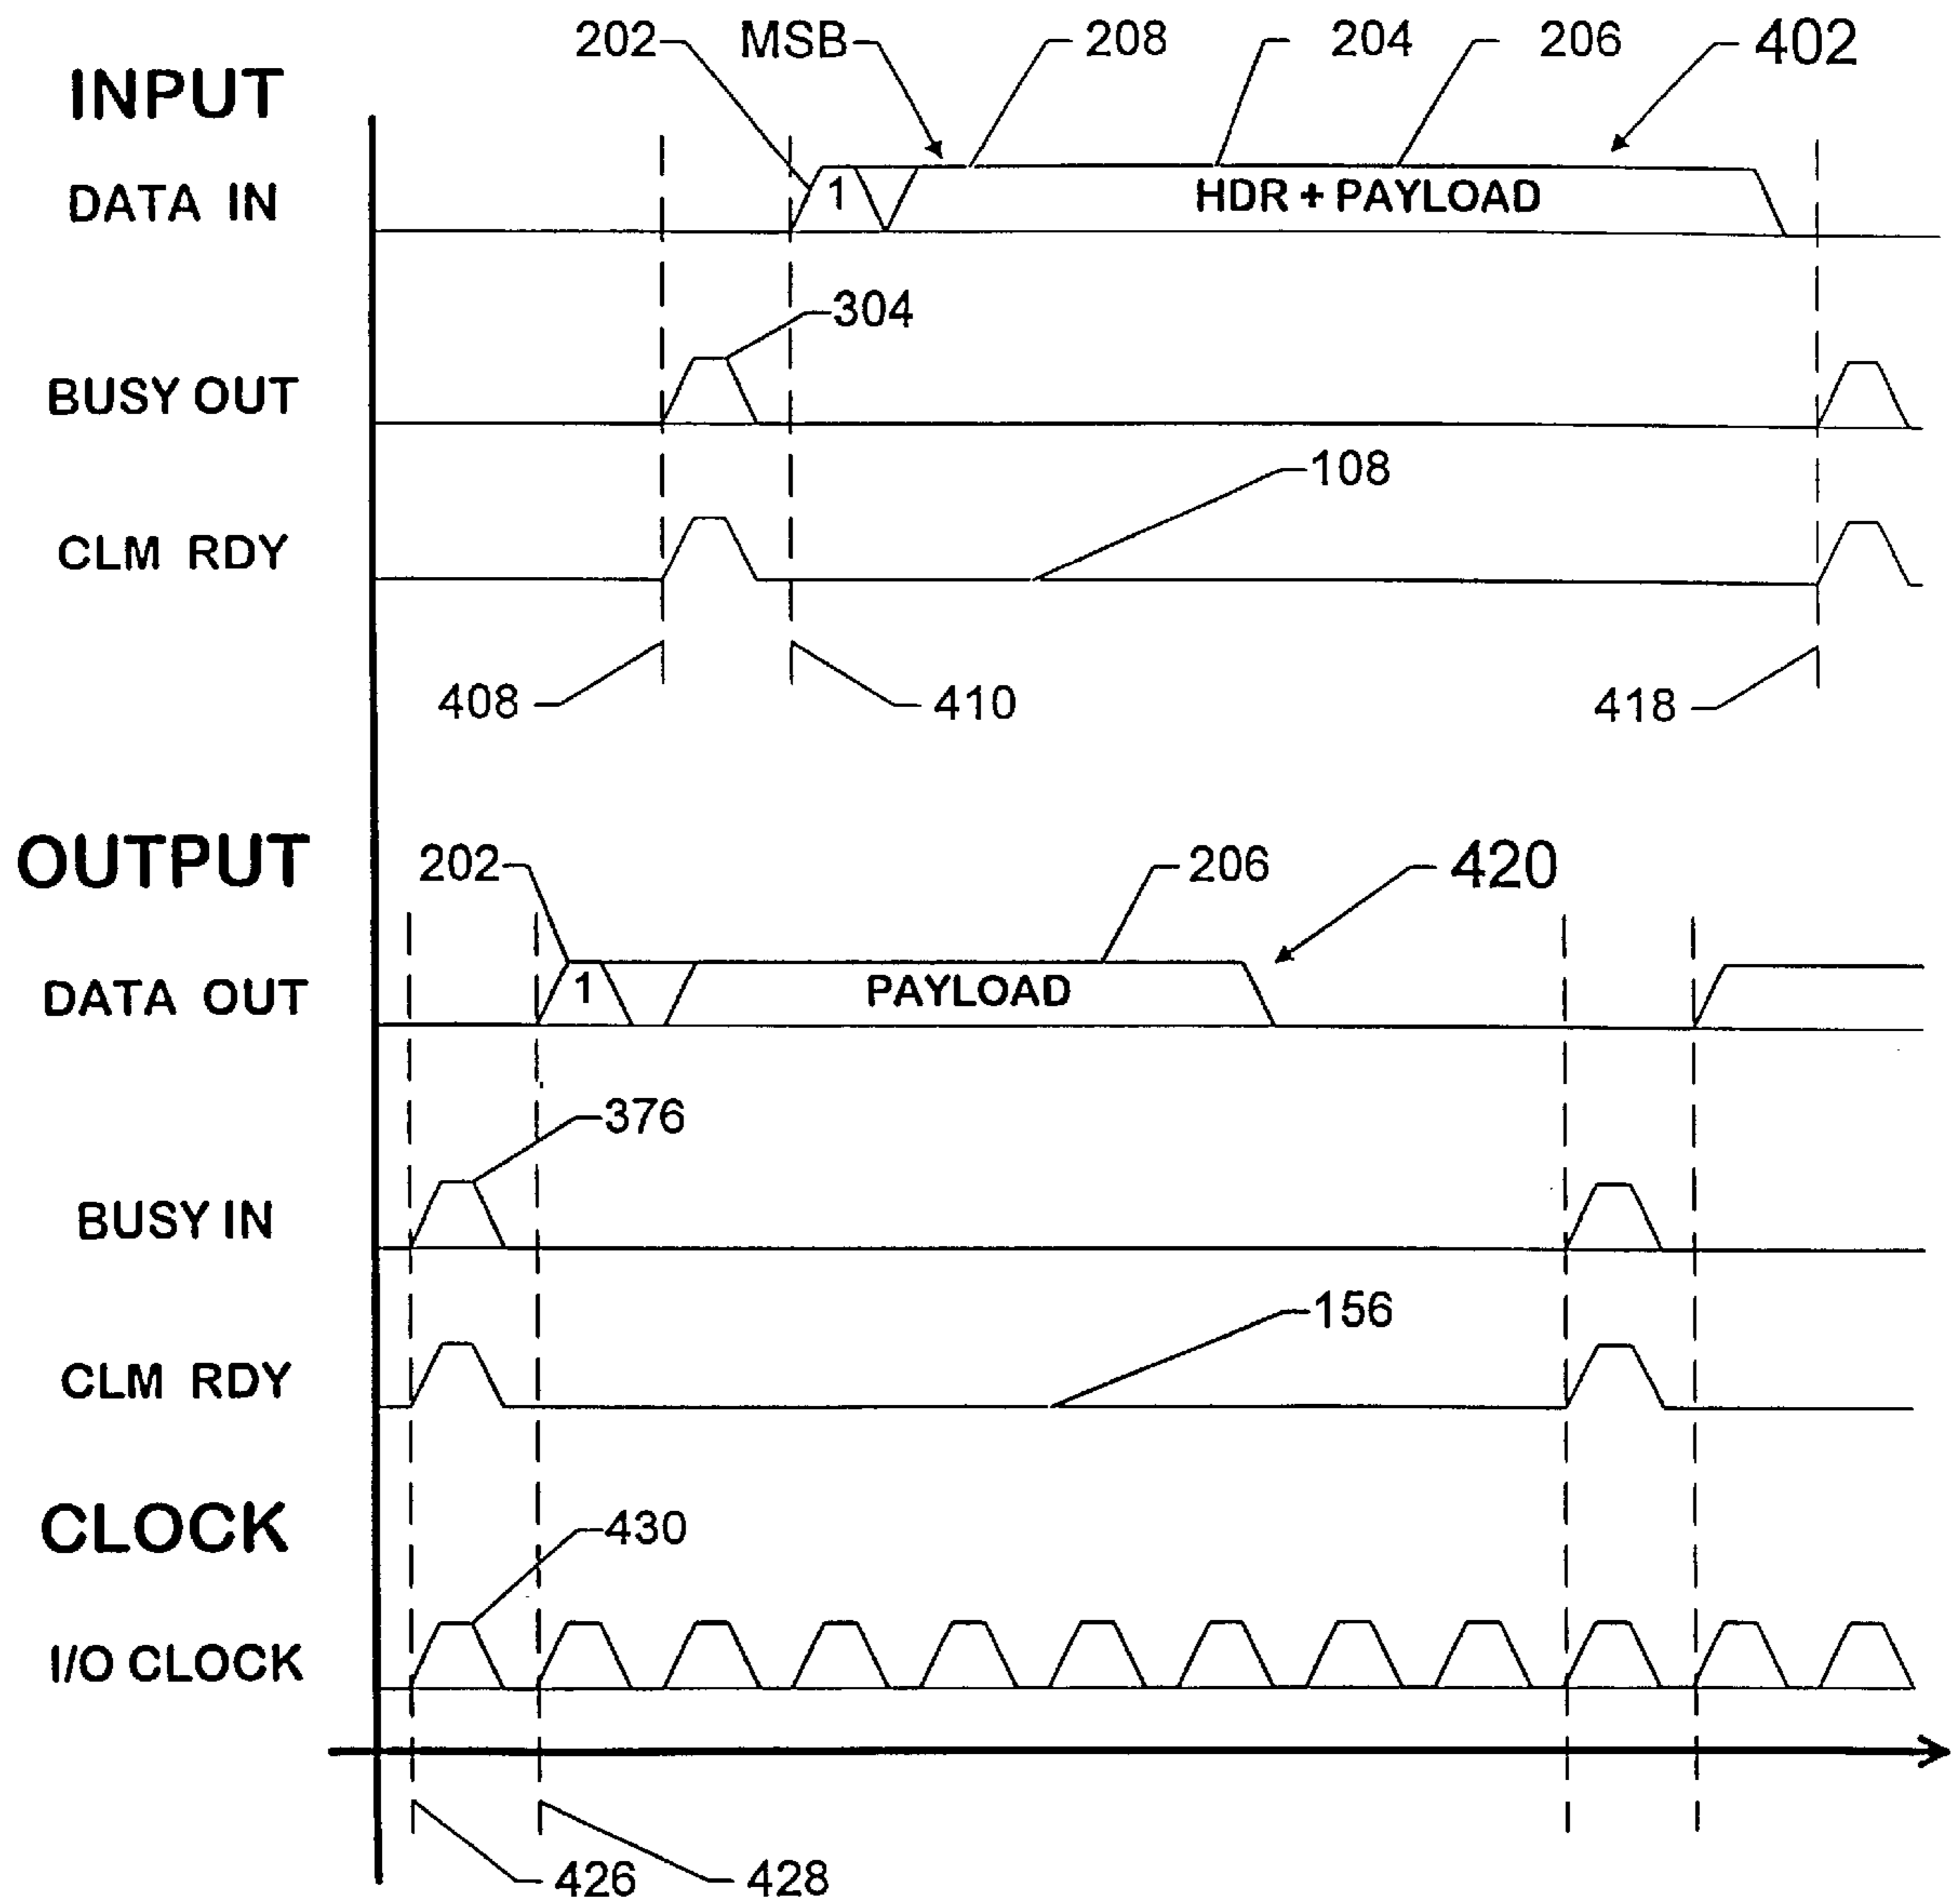 202 MSB 208 204 206 402
INPUT
DATA IN 1 HDR + PAYLOAD
304
BUSY OUT
108
CLM RDY
408 410 418
OUTPUT
202 206 420
DATA OUT 1 PAYLOAD
376
BUSY IN
156
CLM RDY
CLOCK
430
I/O CLOCK
426 428